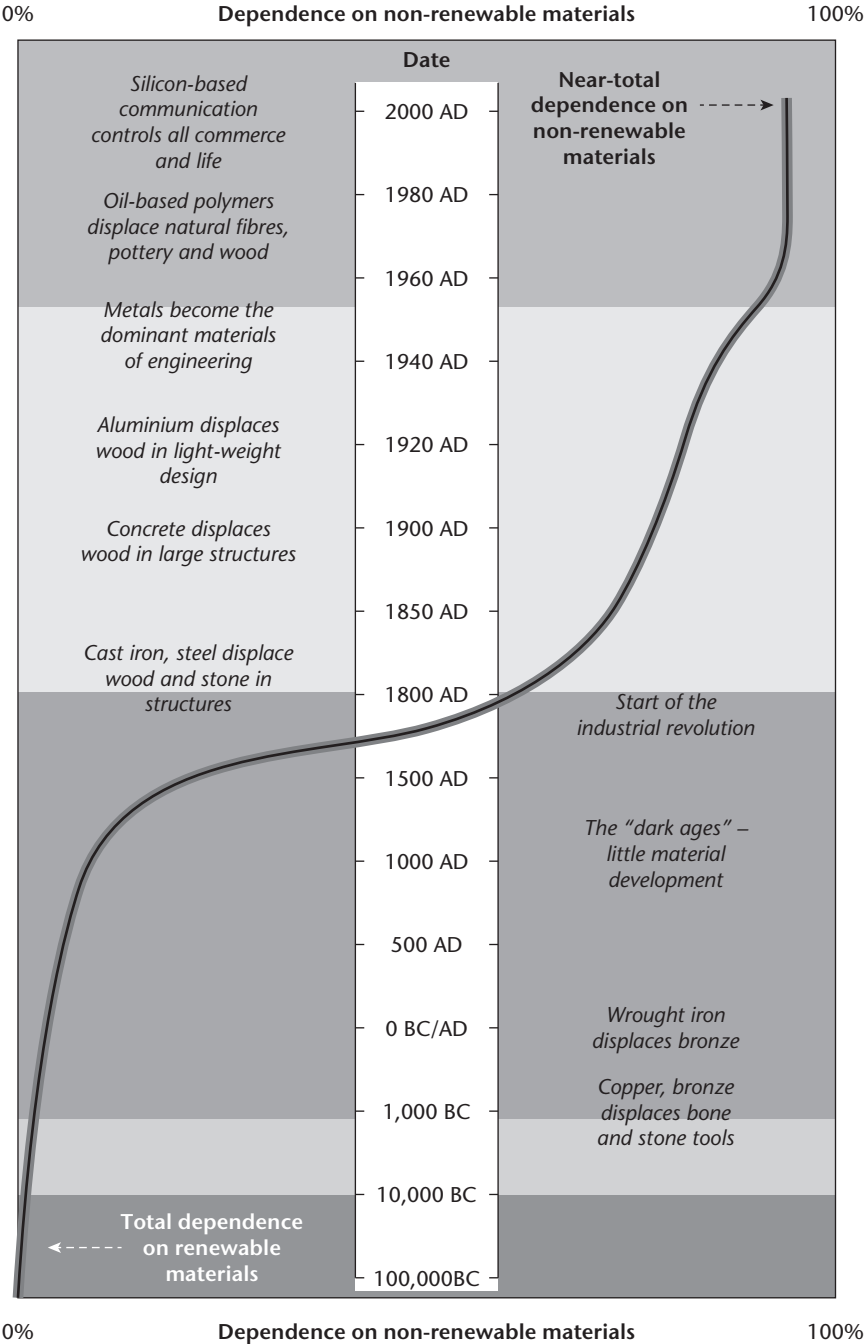 0%
Dependence on non-renewable materials
100%
Date
Silicon-based
communication
controls all commerce
and life
Oil-based polymers
displace natural fibres,
pottery and wood
Metals become the
dominant materials
of engineering
Aluminium displaces
wood in light-weight
design
Concrete displaces
wood in large structures
Cast iron, steel displace
wood and stone in
structures
2000 AD
1980 AD
1960 AD
1940 AD
1920 AD
1900 AD
1850 AD
1800 AD
1500 AD
1000 AD
500 AD
0 BC/AD
1,000 BC
10,000 BC
100,000BC
Near-total
dependence on
non-renewable
materials
Start of the
industrial revolution
The “dark ages” –
little material
development
Wrought iron
displaces bronze
Copper, bronze
displaces bone
and stone tools
Total dependence
on renewable
materials
0%
Dependence on non-renewable materials
100%